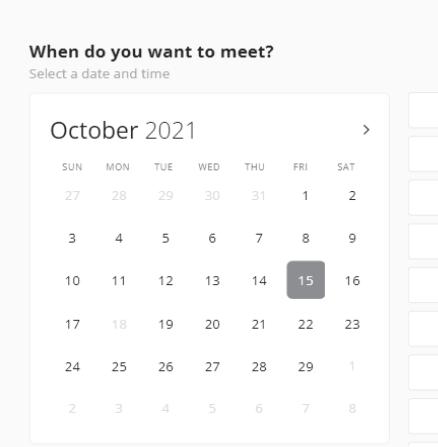 When do you want to meet?
Select a date and time
October 2021
SUN MON TUE WED THU FRI SAT
27 28 29 30 31 1 2
3 4 5 6 7 8 9
10 11 12 13 14 15 16
17 18 19 20 21 22 23
24 25 26 27 28 29 1
2 3 4 5 6 7 8